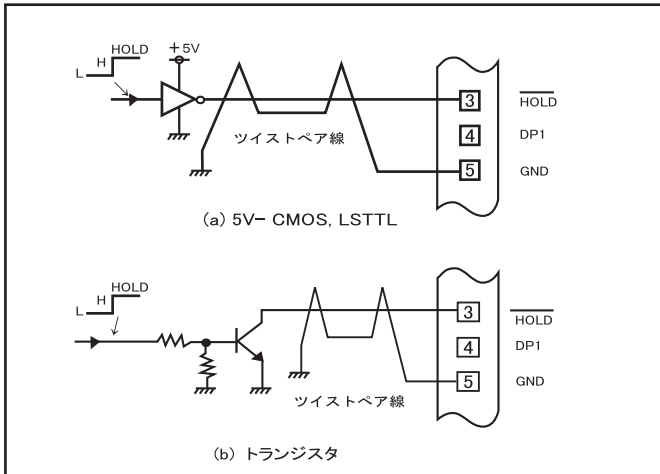 HOLD
H
L
+5V
3
HOLD
4
DP1
ツイストペア線
5
GND
(a) 5V- CMOS, LSTTL
HOLD
H
L
3
HOLD
4
DP1
5
GND
ツイストペア線
(b) トランジスタ